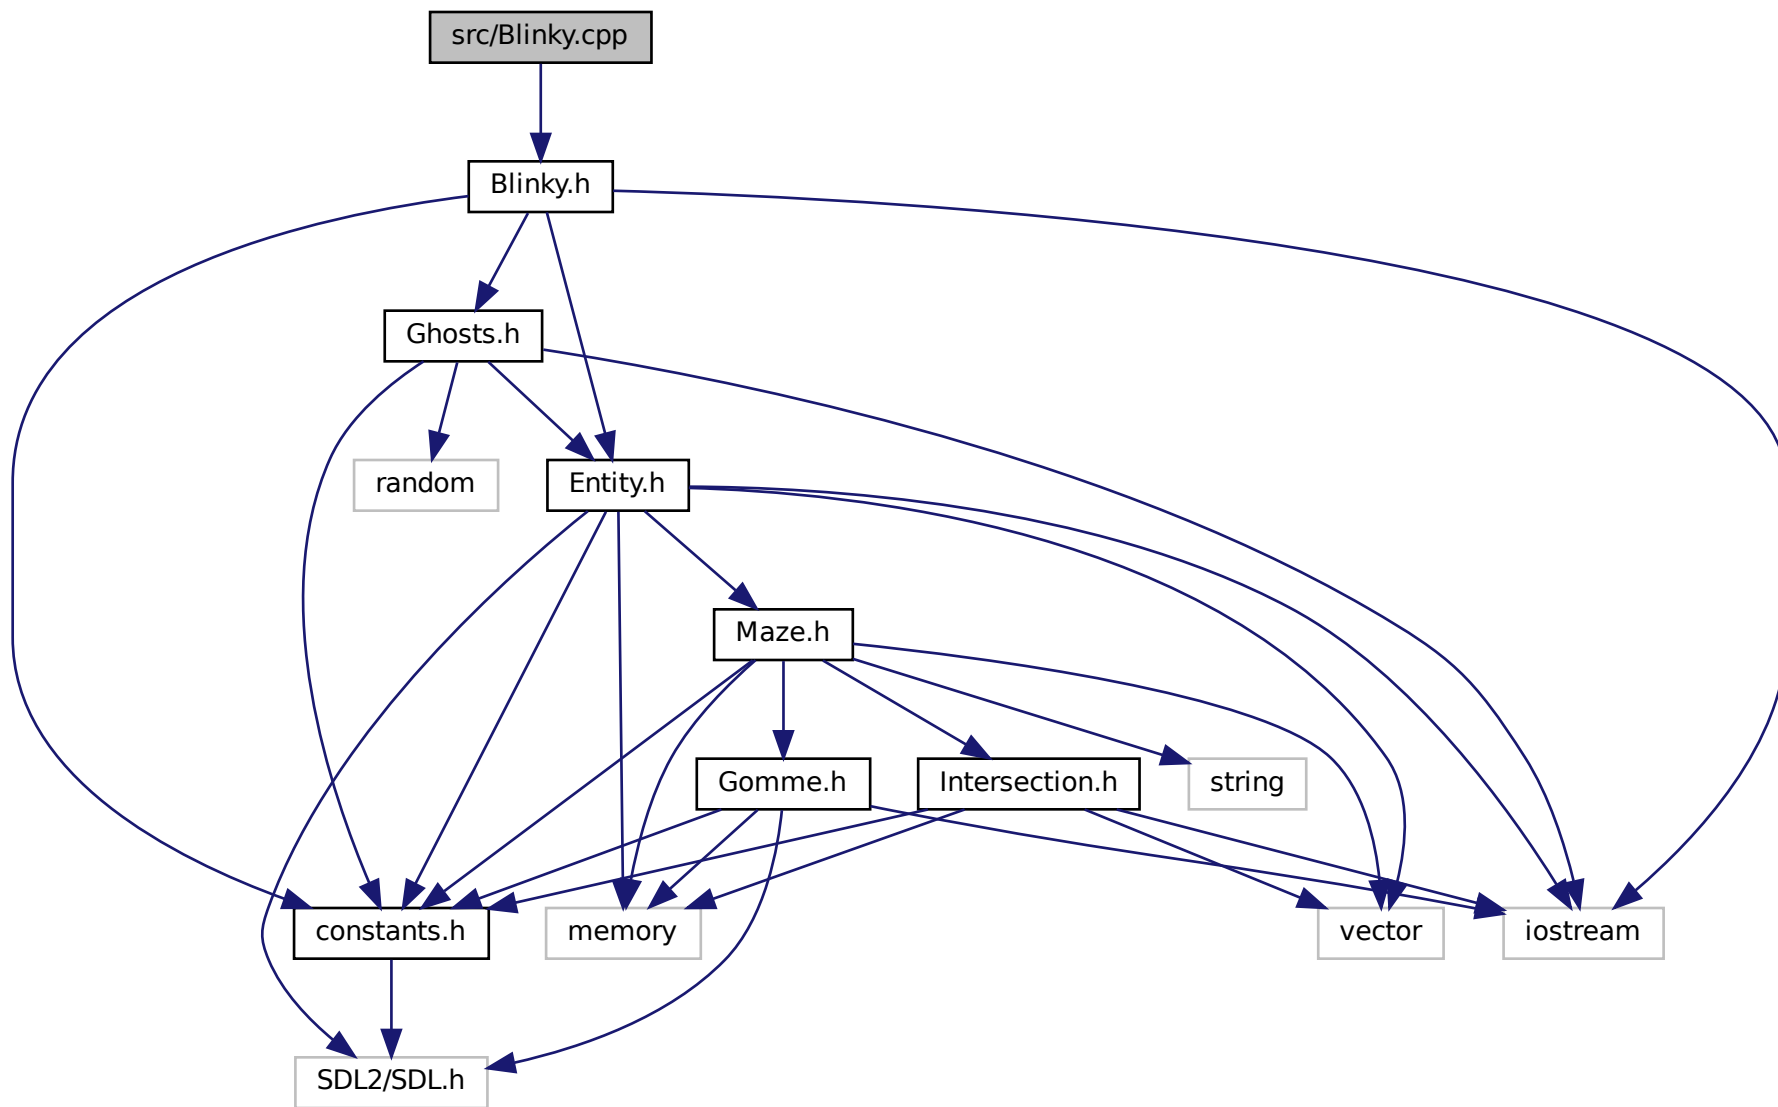 src/Blinky.cpp
Blinky.h
Ghosts.h
random
Entity.h
Maze.h
Gomme.h
Intersection.h
string
constants.h
memory
vector
iostream
SDL2/SDL.h